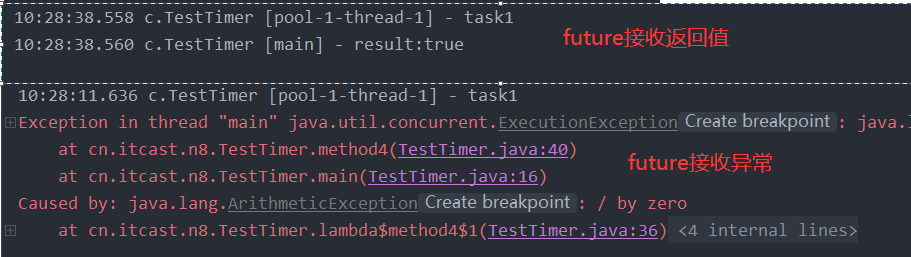 10:28:38.558 c.TestTimer [pool-1-thread-1] - task1
10:28:38.560 c.TestTimer [main] - result:true
future接收返回值
10:28:11.636 c.TestTimer [pool-1-thread-1] - task1
Exception in thread "main" java.util.concurrent.ExecutionException Create breakpoint : java.l
at cn.itcast.n8.TestTimer.method4(TestTimer.java:40)
at cn.itcast.n8.TestTimer.main(TestTimer.java:16)
future接收异常
Caused by: java.lang.ArithmeticException Create breakpoint : / by zero
at cn.itcast.n8.TestTimer.lambda$method4$1(TestTimer.java:36) <4 internal lines>